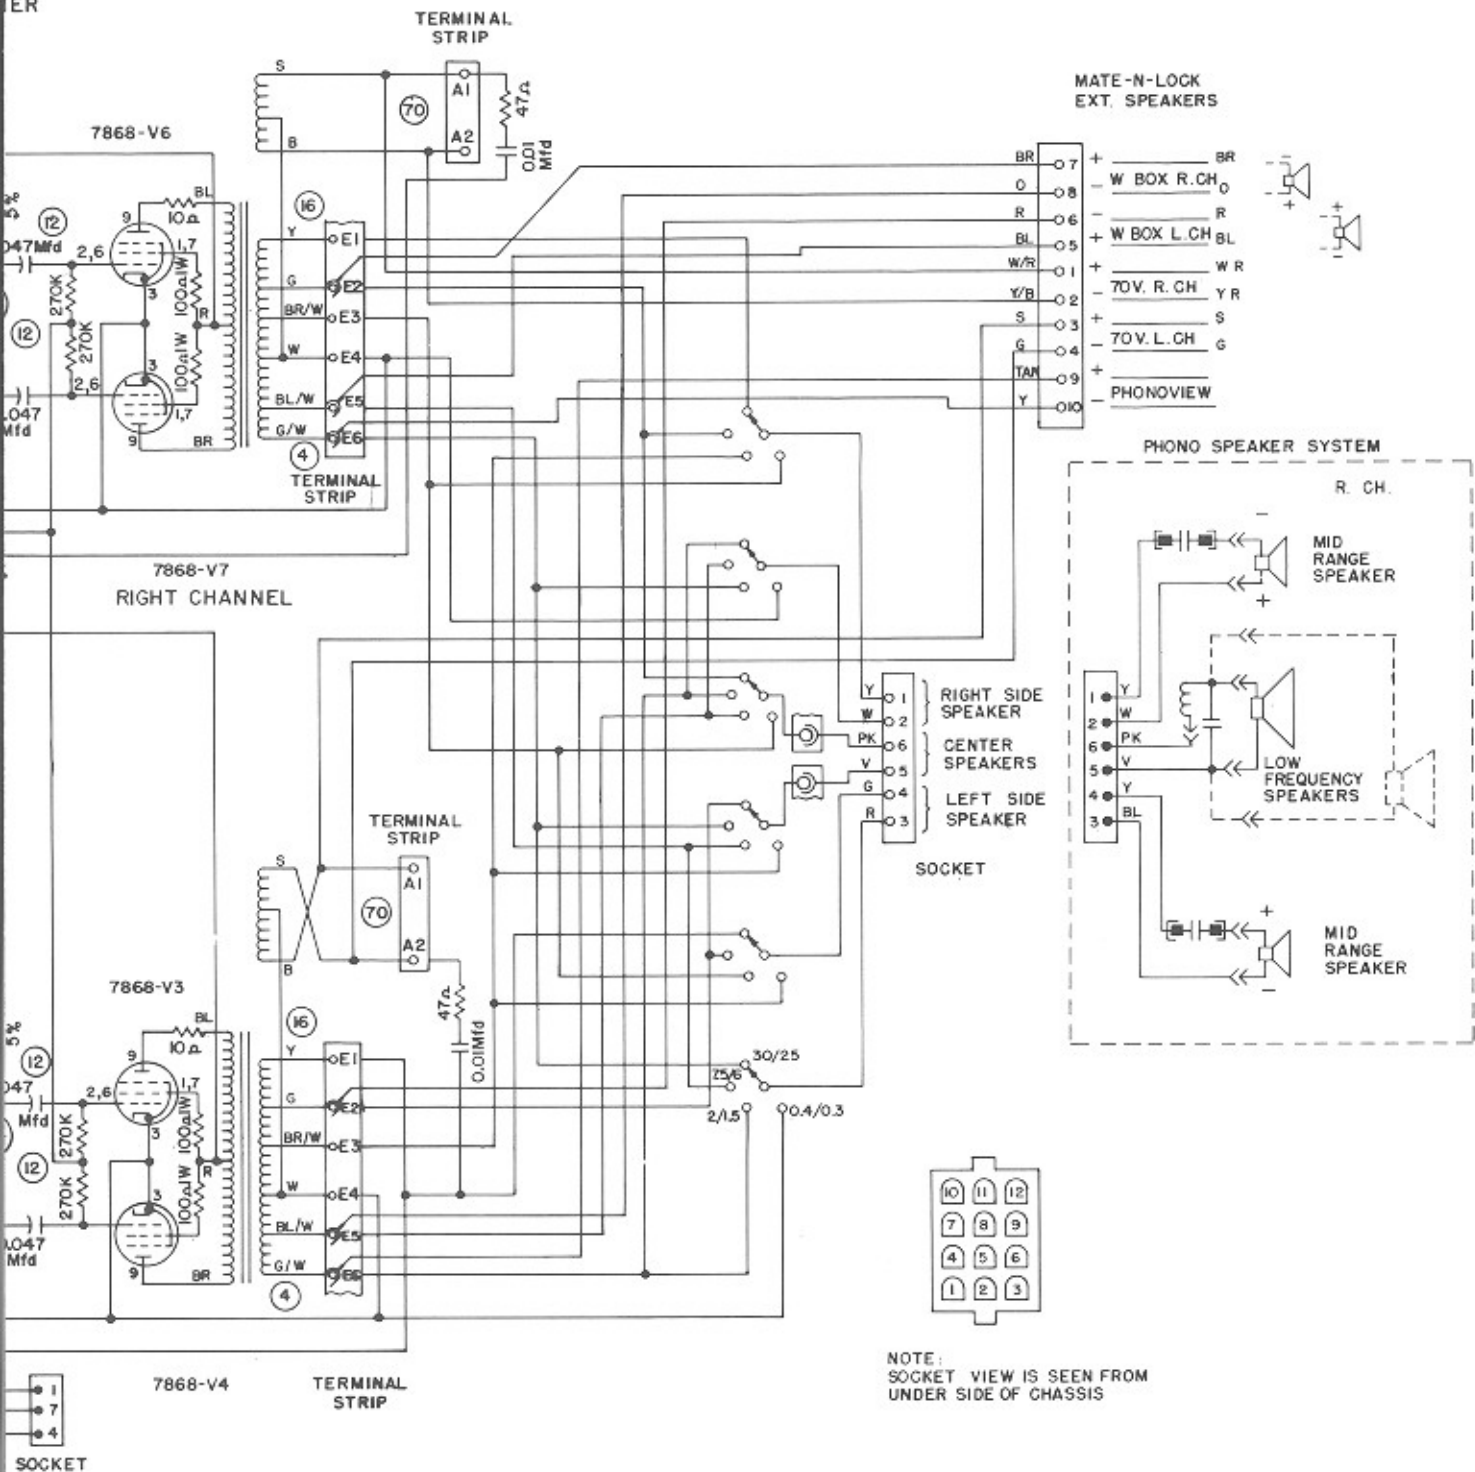 TERMINAL
STRIP
S
A1
70
47Ω
A2
0.01
Mfd
B
MATE-N-LOCK
EXT. SPEAKERS
7868-V6
BR 7 + BR
O 8 - W BOX R.CH O
R 6 - R
BL 5 + W BOX L.CH BL
W/R 1 + W R
Y/B 2 - 70V. R. CH Y R
S 3 + S
G 4 - 70V. L.CH G
TAN 9 +
Y 10 - PHONOVIEW
+
+
-
5%
12
047Mfd
BL
10Ω
9
2,6
1,7
3
270K
100Ω1W
R
12
270K
100Ω1W
3
2,6
1,7
.047
Mfd
9
BR
16
Y E1
G E2
BR/W E3
W E4
BL/W E5
G/W E6
4
TERMINAL
STRIP
7868-V7
RIGHT CHANNEL
PHONO SPEAKER SYSTEM
R. CH.
-
MID
RANGE
SPEAKER
+
Y 1 RIGHT SIDE
W 2 SPEAKER
PK 6 CENTER
V 5 SPEAKERS
G 4 LEFT SIDE
R 3 SPEAKER
SOCKET
1 Y
2 W
6 PK
5 V
4 Y
3 BL
LOW
FREQUENCY
SPEAKERS
+
MID
RANGE
SPEAKER
-
TERMINAL
STRIP
S
A1
70
A2
B
47Ω
0.01Mfd
7868-V3
5%
12
047
Mfd
BL
10Ω
9
2,6
1,7
3
270K
100Ω1W
R
12
270K
100Ω1W
3
.047
Mfd
9
BR
16
Y E1
G E2
BR/W E3
W E4
BL/W E5
G/W E6
4
30/25
7.5/6
2/1.5
0.4/0.3
10 11 12
7 8 9
4 5 6
1 2 3
NOTE:
SOCKET VIEW IS SEEN FROM
UNDER SIDE OF CHASSIS
7868-V4
TERMINAL
STRIP
1
7
4
SOCKET